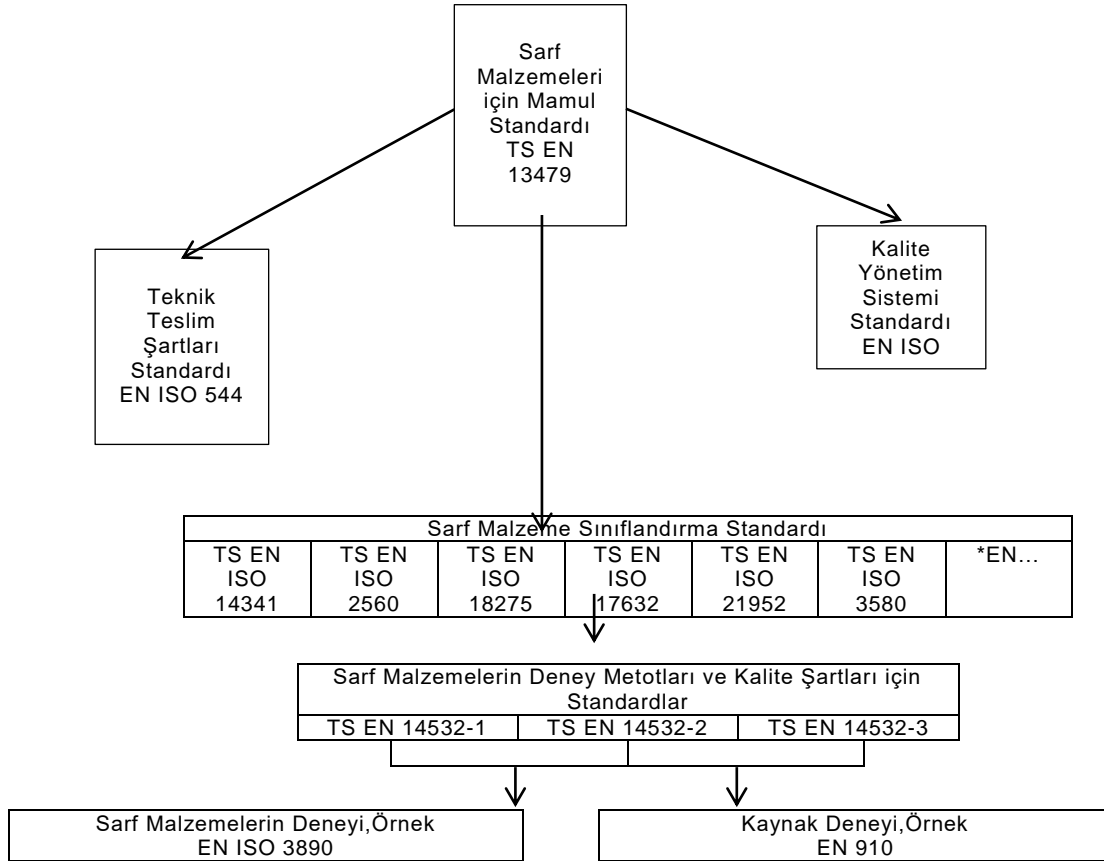 Sarf
Malzemeleri
için Mamul
Standardı
TS EN
13479
Teknik
Teslim
Şartları
Standardı
EN ISO 544
Kalite
Yönetim
Sistemi
Standardı
EN ISO
Sarf Malzeme Sınıflandırma Standardı
TS EN
ISO
14341
TS EN
ISO
2560
TS EN
ISO
18275
TS EN
ISO
17632
TS EN
ISO
21952
TS EN
ISO
3580
*EN...
Sarf Malzemelerin Deney Metotları ve Kalite Şartları için
Standardlar
TS EN 14532-1
TS EN 14532-2
TS EN 14532-3
Sarf Malzemelerin Deneyi,Örnek
EN ISO 3890
Kaynak Deneyi,Örnek
EN 910